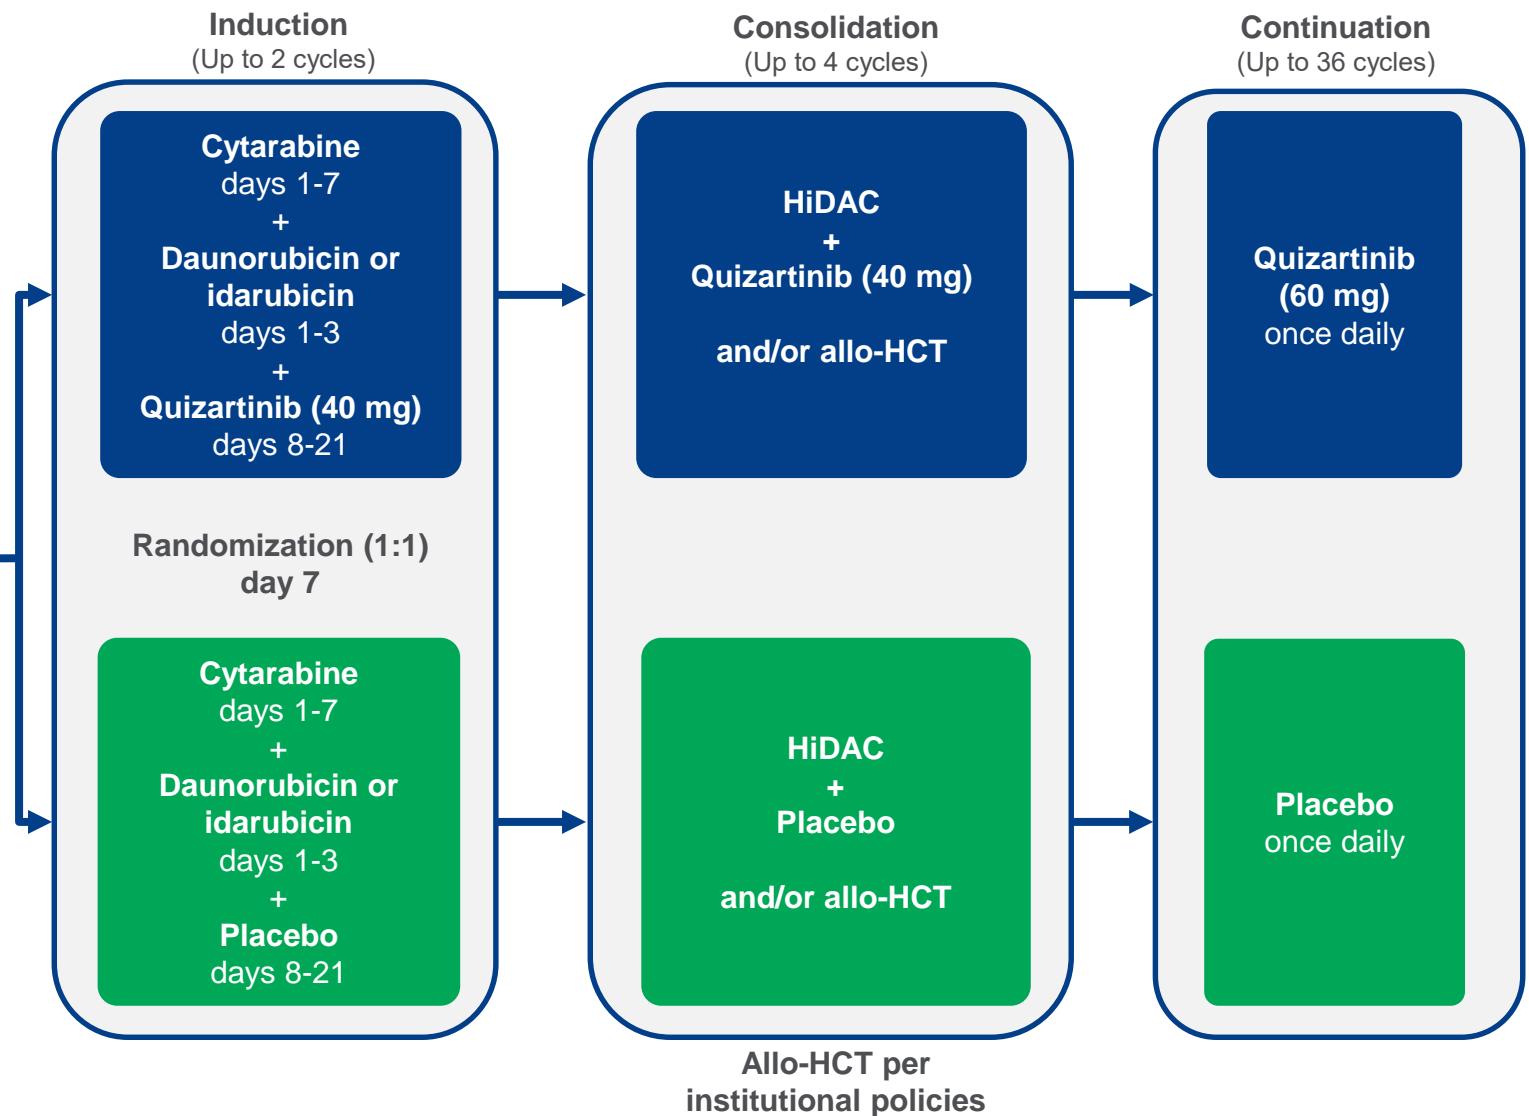 Induction
(Up to 2 cycles)
Cytarabine
days 1-7
+
Daunorubicin or
idarubicin
days 1-3
+
Quizartinib (40 mg)
days 8-21
Randomization (1:1)
day 7
Cytarabine
days 1-7
+
Daunorubicin or
idarubicin
days 1-3
+
Placebo
days 8-21
Consolidation
(Up to 4 cycles)
HiDAC
+
Quizartinib (40 mg)
and/or allo-HCT
HiDAC
+
Placebo
and/or allo-HCT
Allo-HCT per
institutional policies
Continuation
(Up to 36 cycles)
Quizartinib
(60 mg)
once daily
Placebo
once daily